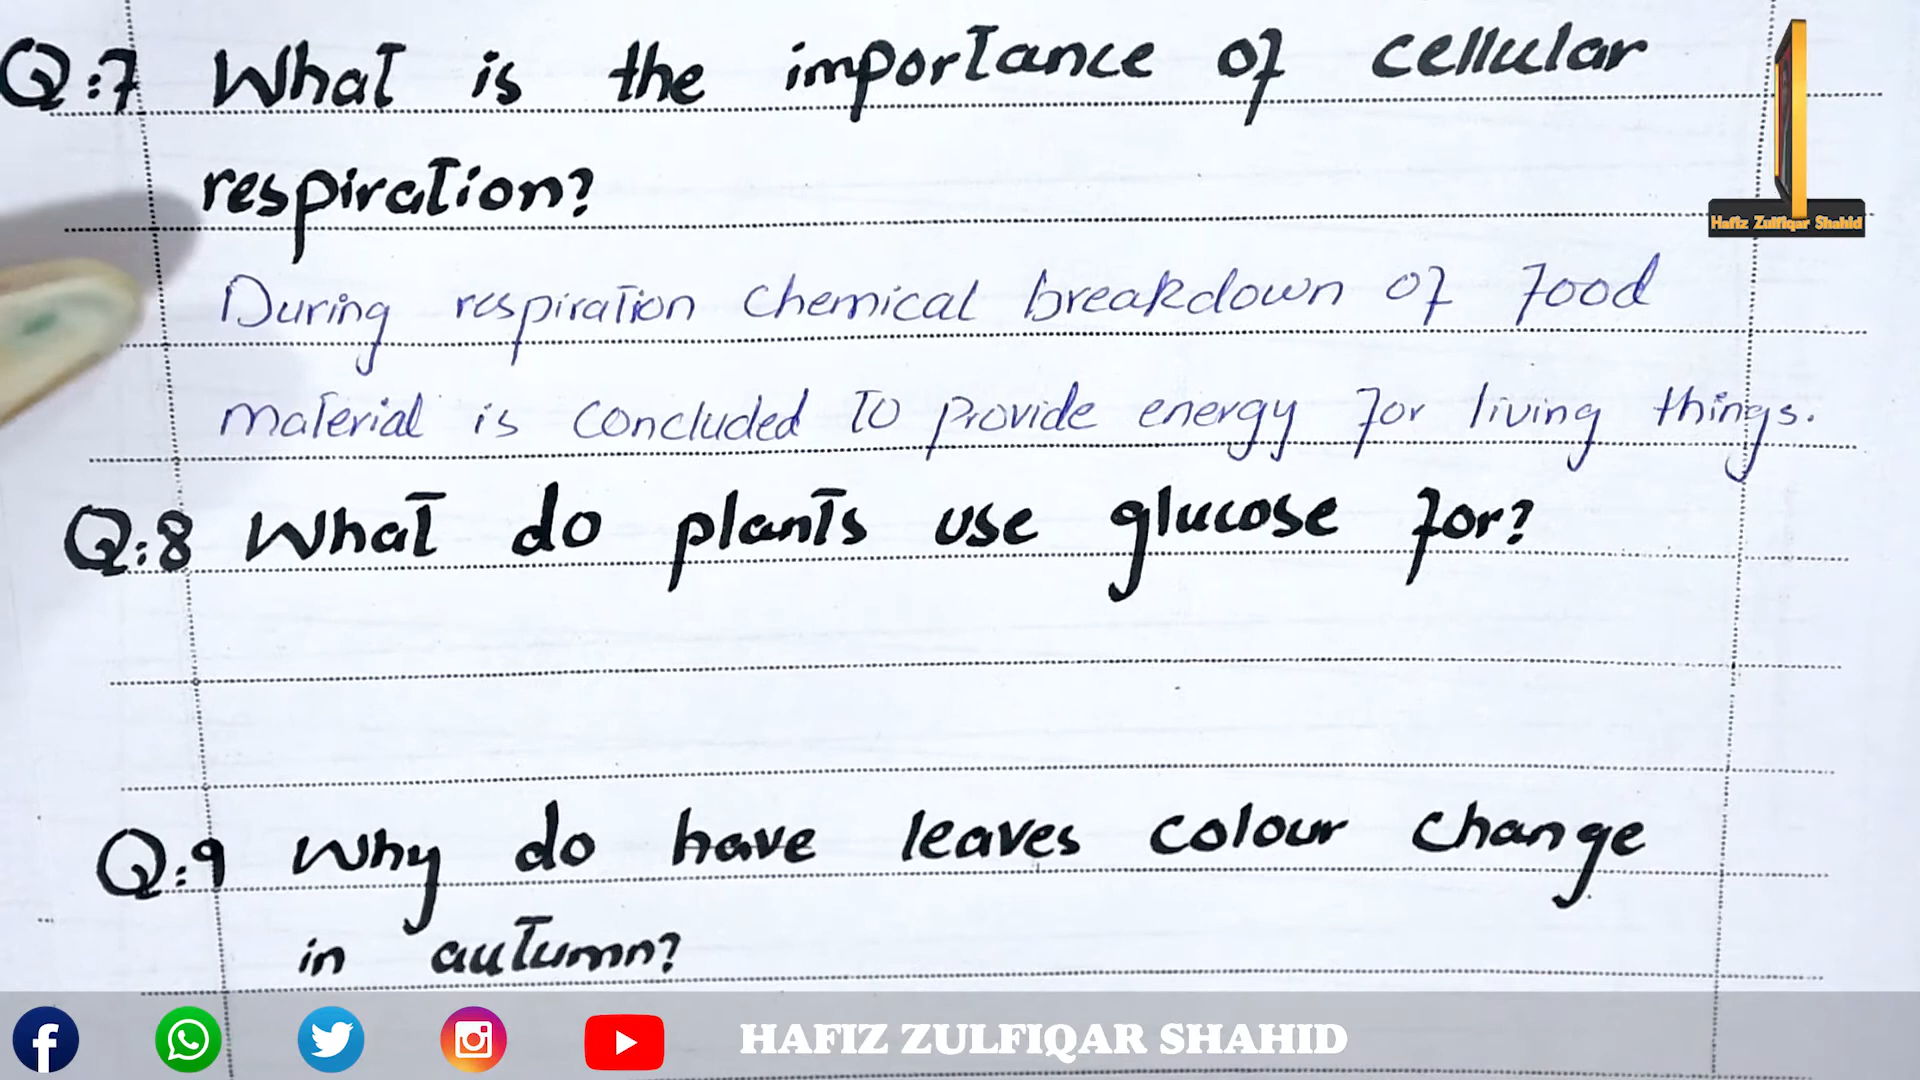 Q:7 What is the importance of cellular
respiration?
Hafiz Zulfiqar Shahid
During respiration chemical breakdown of food
material is concluded to provide energy for living things.
Q:8 What do plants use glucose for?
Q:9 Why do have leaves colour change
in autumn?
HAFIZ ZULFIQAR SHAHID